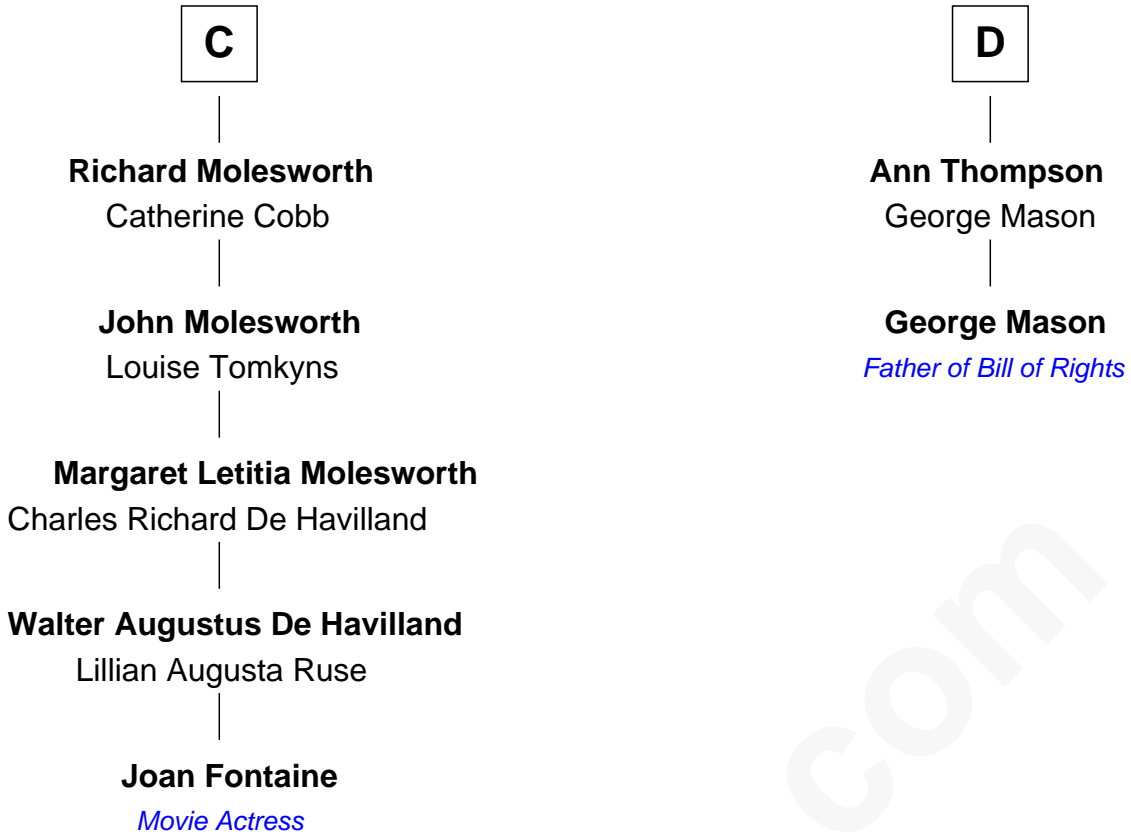 C
Richard Molesworth
Catherine Cobb
John Molesworth
Louise Tomkyns
Margaret Letitia Molesworth
Charles Richard De Havilland
Walter Augustus De Havilland
Lillian Augusta Ruse
Joan Fontaine
Movie Actress
D
Ann Thompson
George Mason
George Mason
Father of Bill of Rights
com